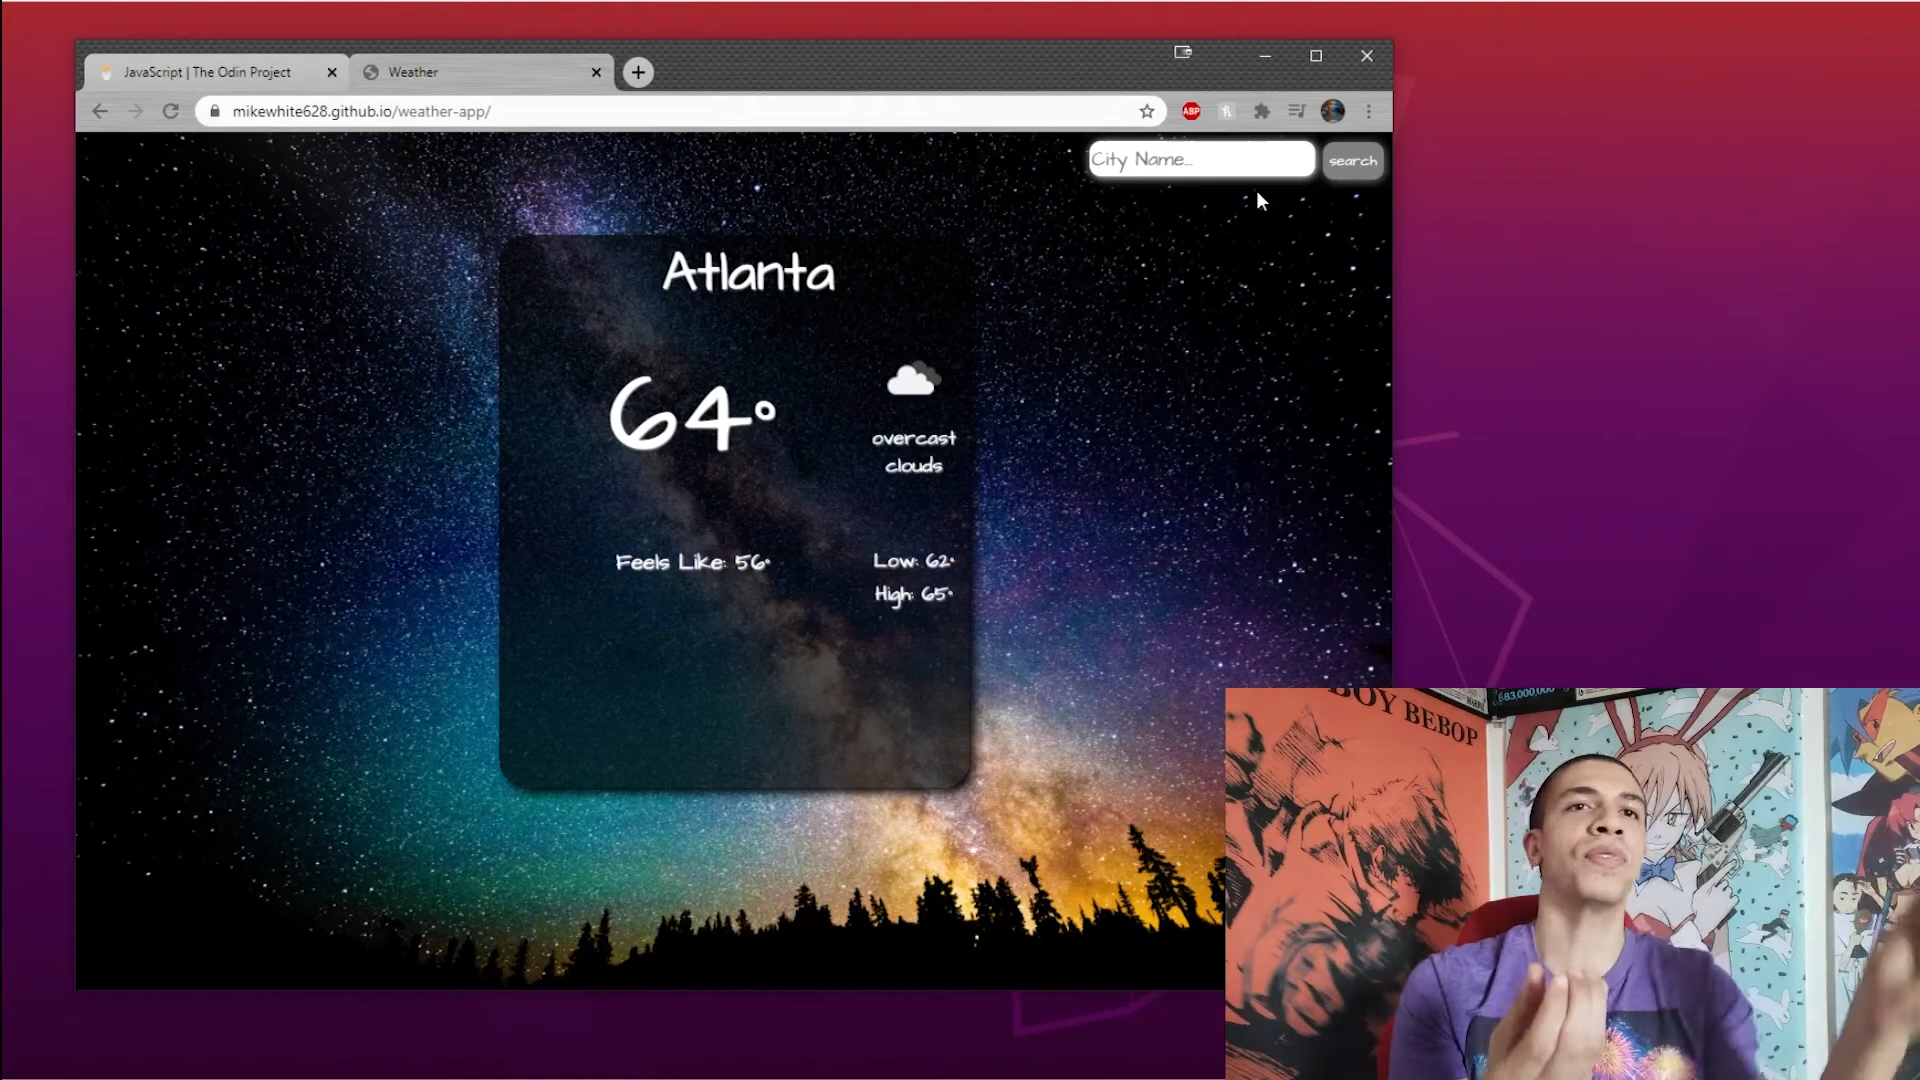 JavaScript | The Odin Project
Weather
mikewhite628.github.io/weather-app/
ABP
City Name...
search
Atlanta
64°
overcast
clouds
Feels Like: 56°
Low: 62°
High: 65°
BOY BEBOP